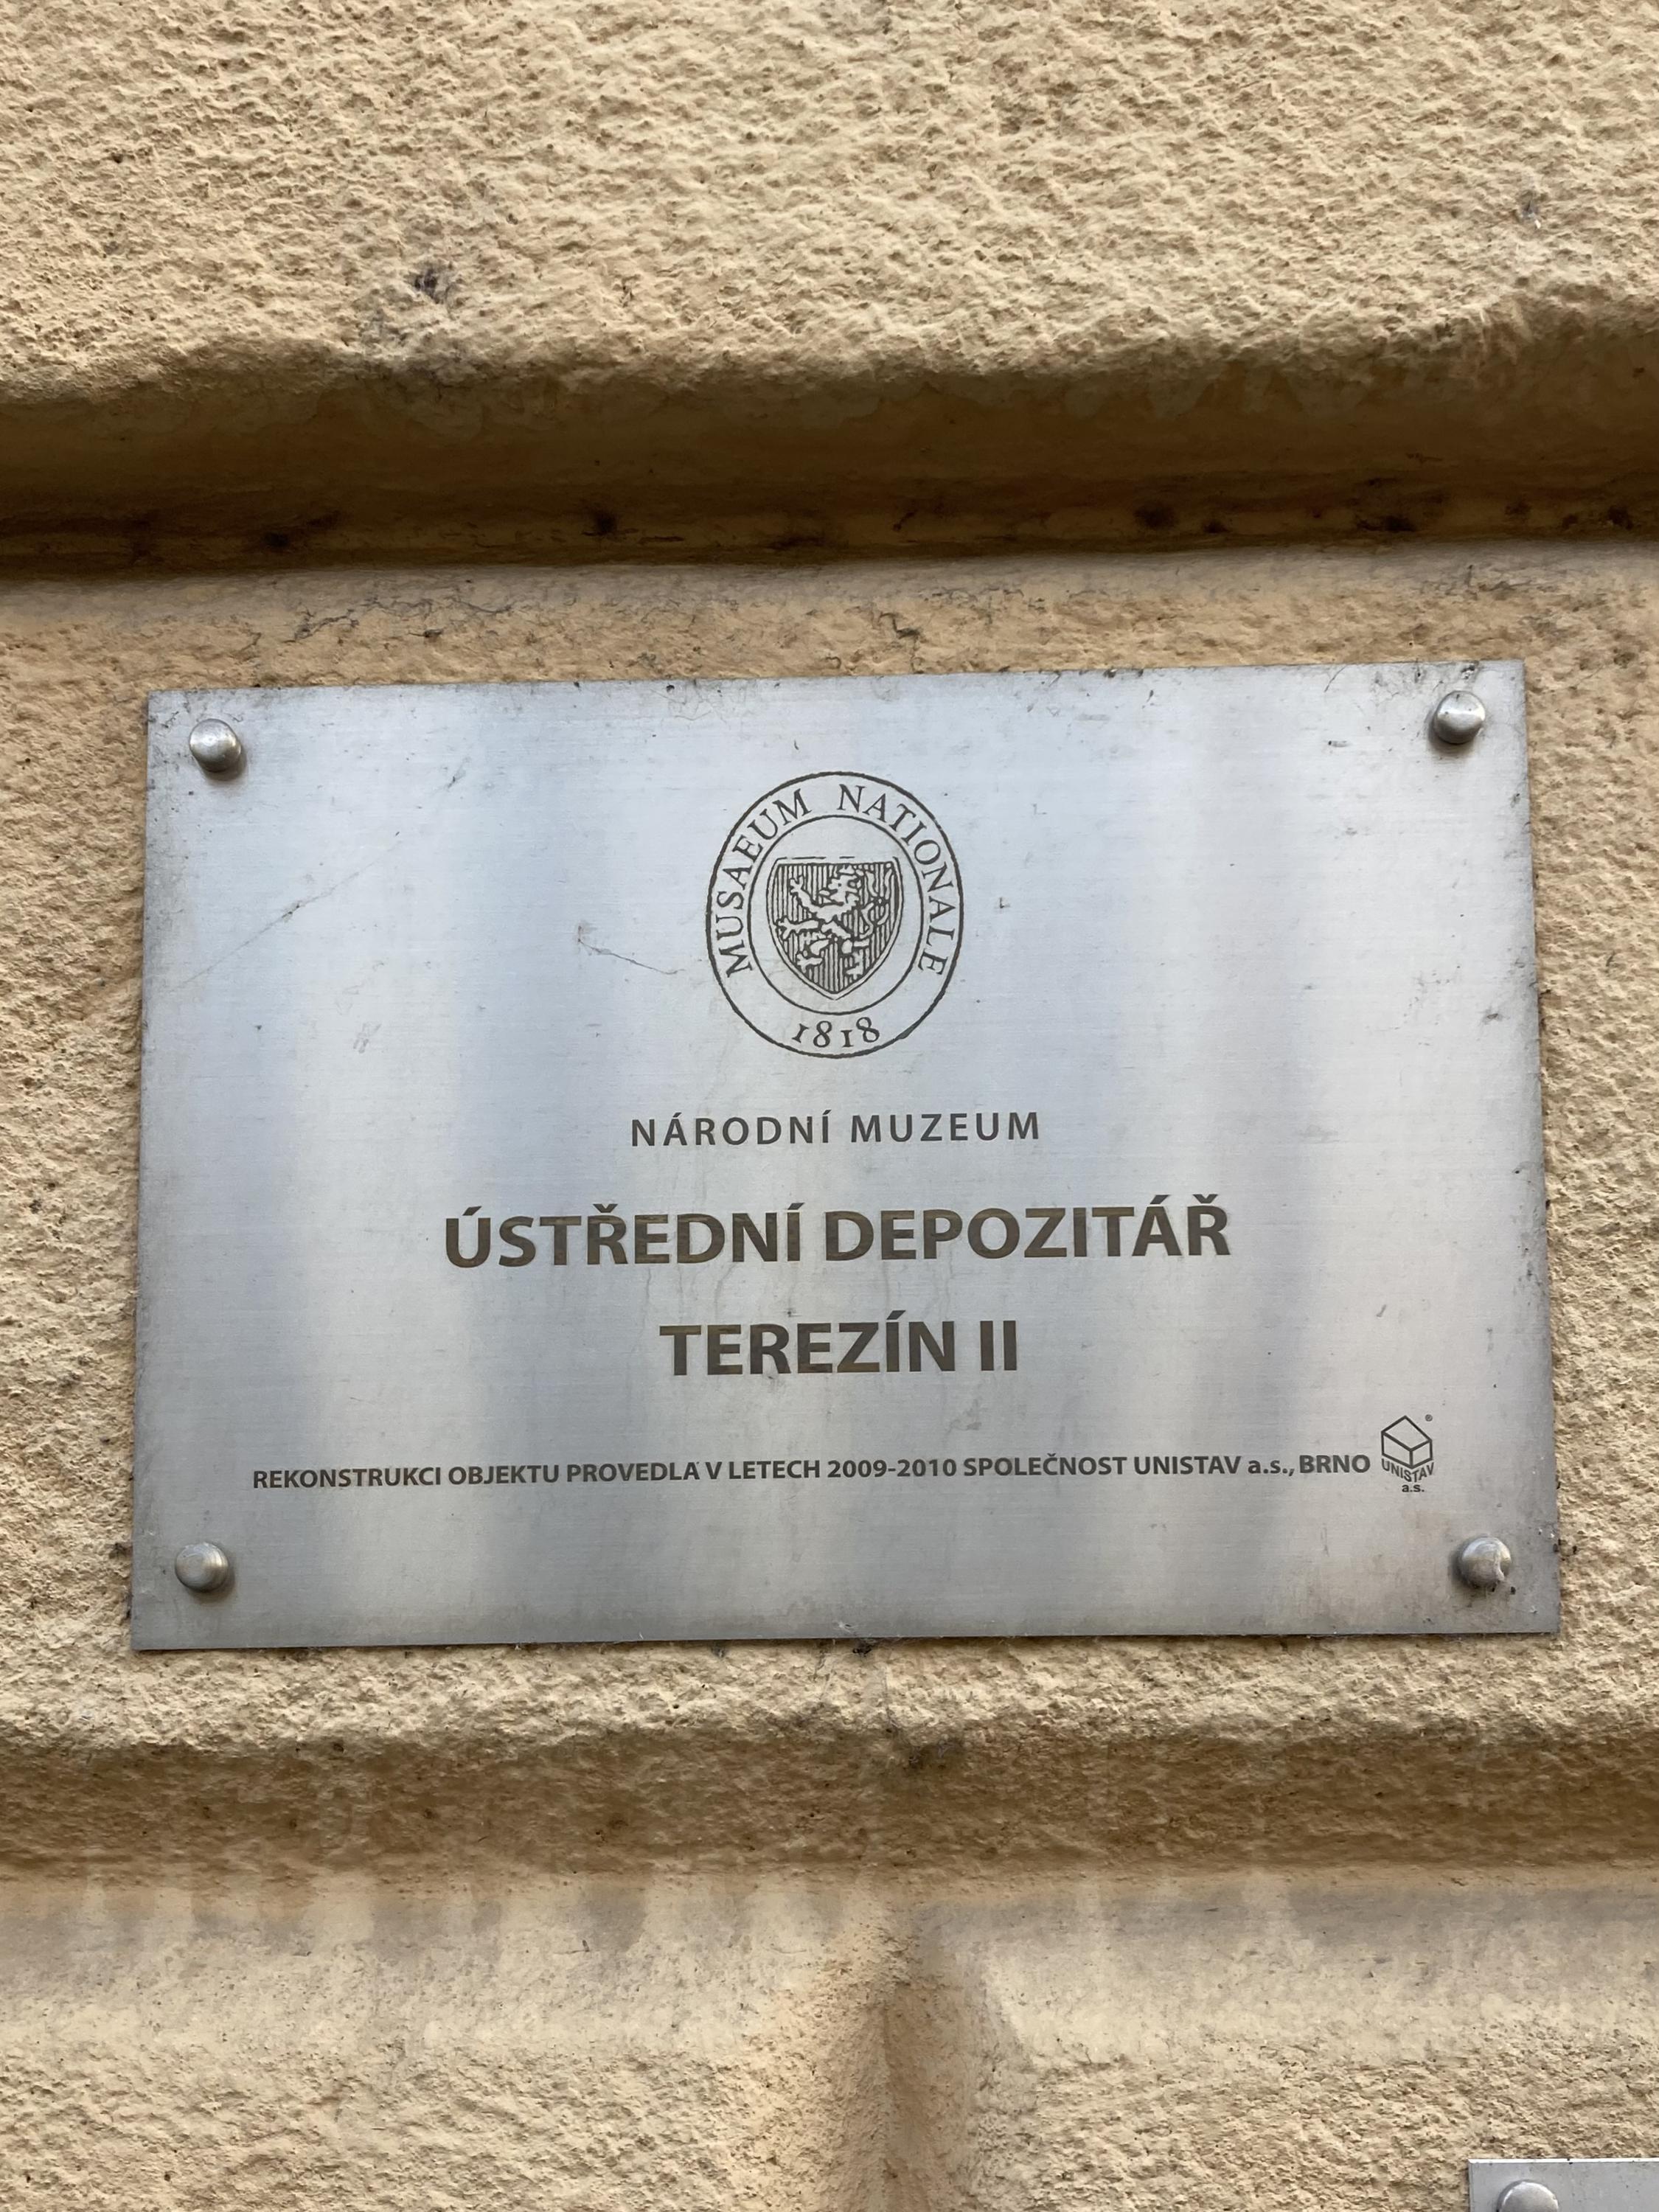 MUSAEUM NATIONALE
1818
NÁRODNÍ MUZEUM
ÚSTŘEDNÍ DEPOZITÁŘ
TEREZÍN II
REKONSTRUKCI OBJEKTU PROVEDLA V LETECH 2009-2010 SPOLEČNOST UNISTAV a.s., BRNO
UNISTAV ®
a.s.